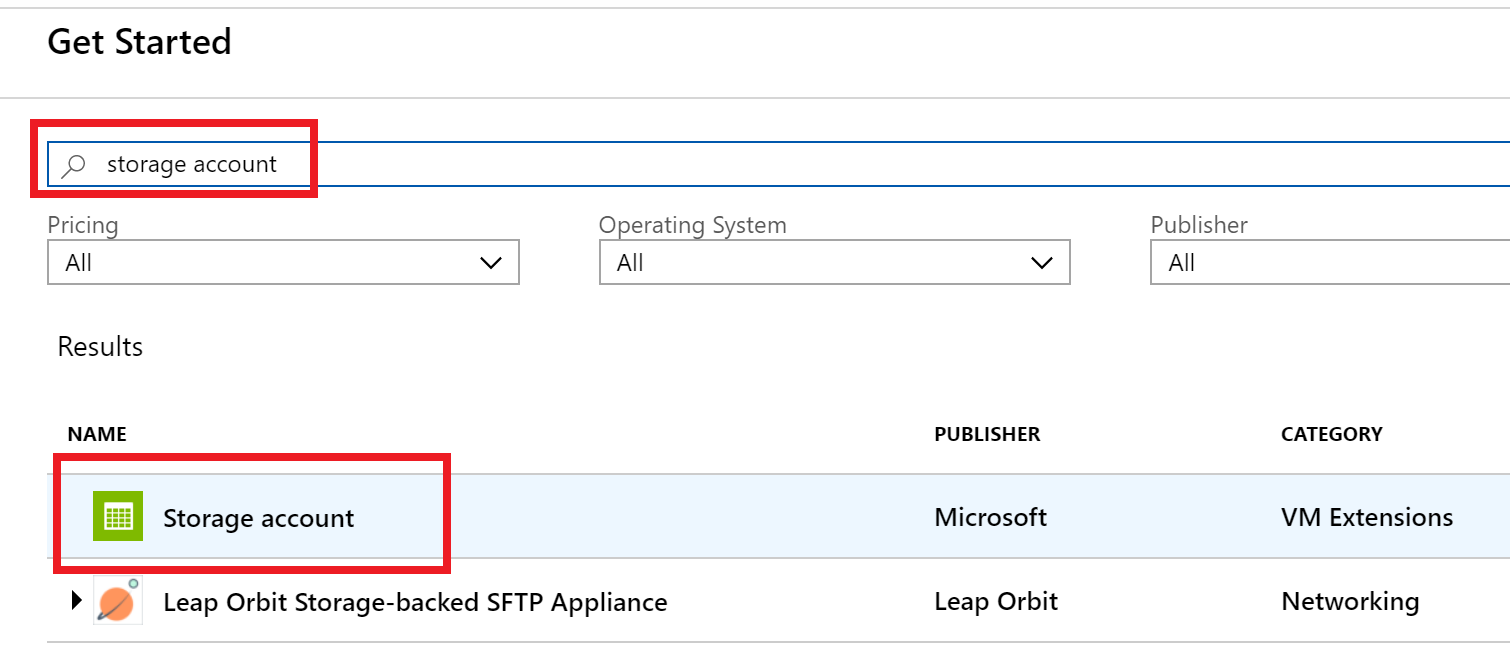 Get Started
storage account
Pricing Operating System Publisher
All All All
Results
NAME PUBLISHER CATEGORY
Storage account Microsoft VM Extensions
Leap Orbit Storage-backed SFTP Appliance Leap Orbit Networking